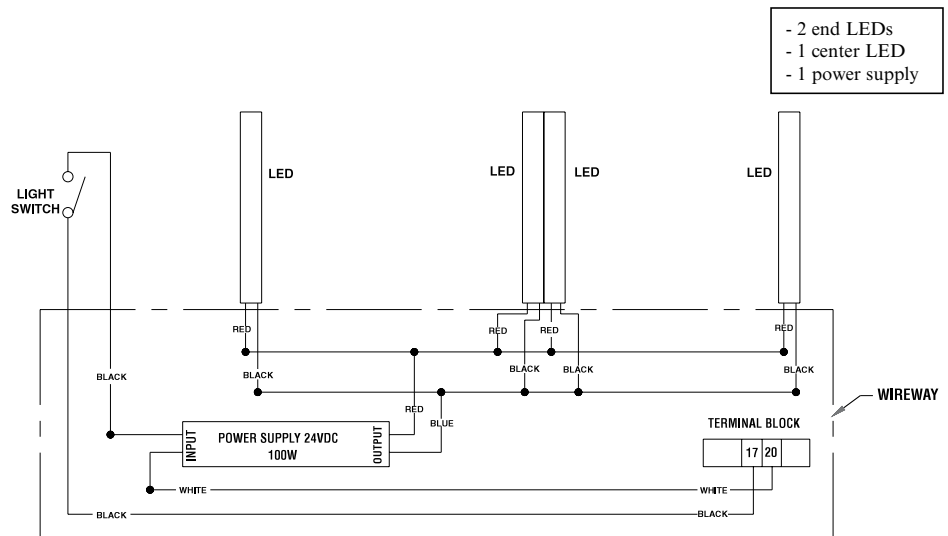 - 2 end LEDs
- 1 center LED
- 1 power supply
LED
LED
LED
LED
LIGHT
SWITCH
RED
RED
RED
RED
BLACK
BLACK
BLACK
BLACK
BLACK
RED
BLUE
WIREWAY
INPUT
POWER SUPPLY 24VDC
100W
OUTPUT
TERMINAL BLOCK
17 20
WHITE
WHITE
BLACK
BLACK